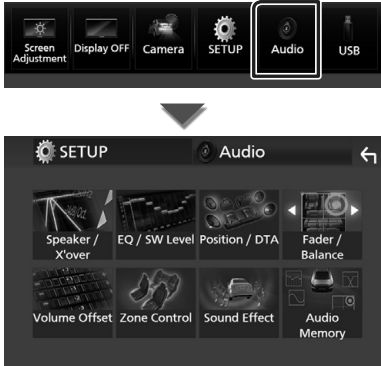 Screen
Adjustment
Display OFF
Camera
SETUP
Audio
USB
SETUP
Audio
Speaker /
X'over
EQ / SW Level
Position / DTA
Fader /
Balance
Volume Offset
Zone Control
Sound Effect
Audio
Memory